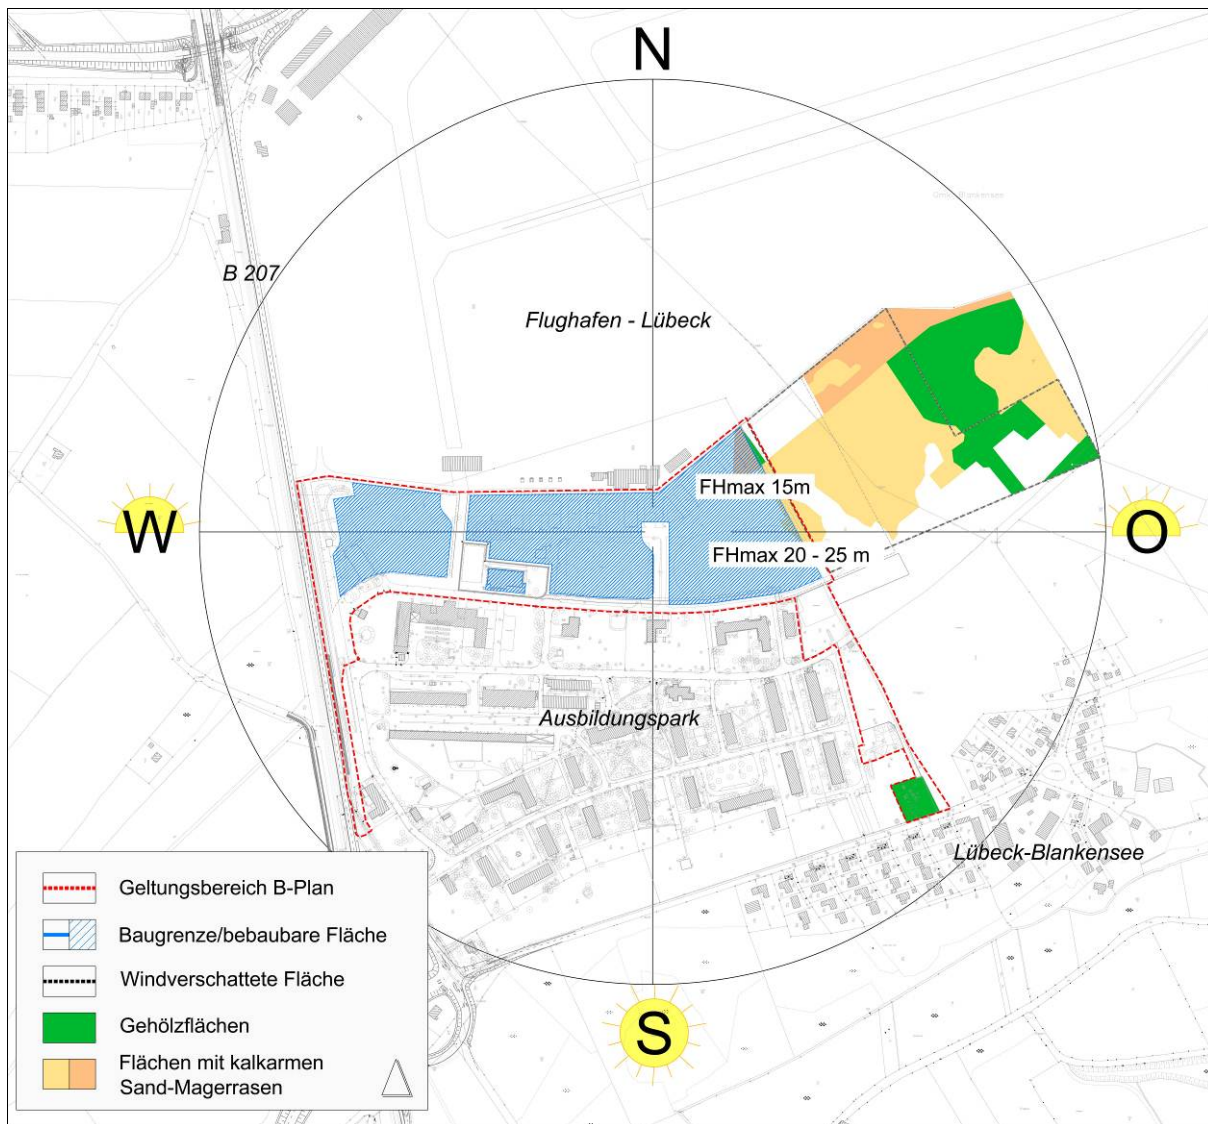 N
B 207
Flughafen - Lübeck
FHmax 15m
W
O
FHmax 20 - 25 m
Ausbildungspark
Lübeck-Blankensee
S
Geltungsbereich B-Plan
Baugrenze/bebaubare Fläche
Windverschattete Fläche
Gehölzflächen
Flächen mit kalkarmen
Sand-Magerrasen